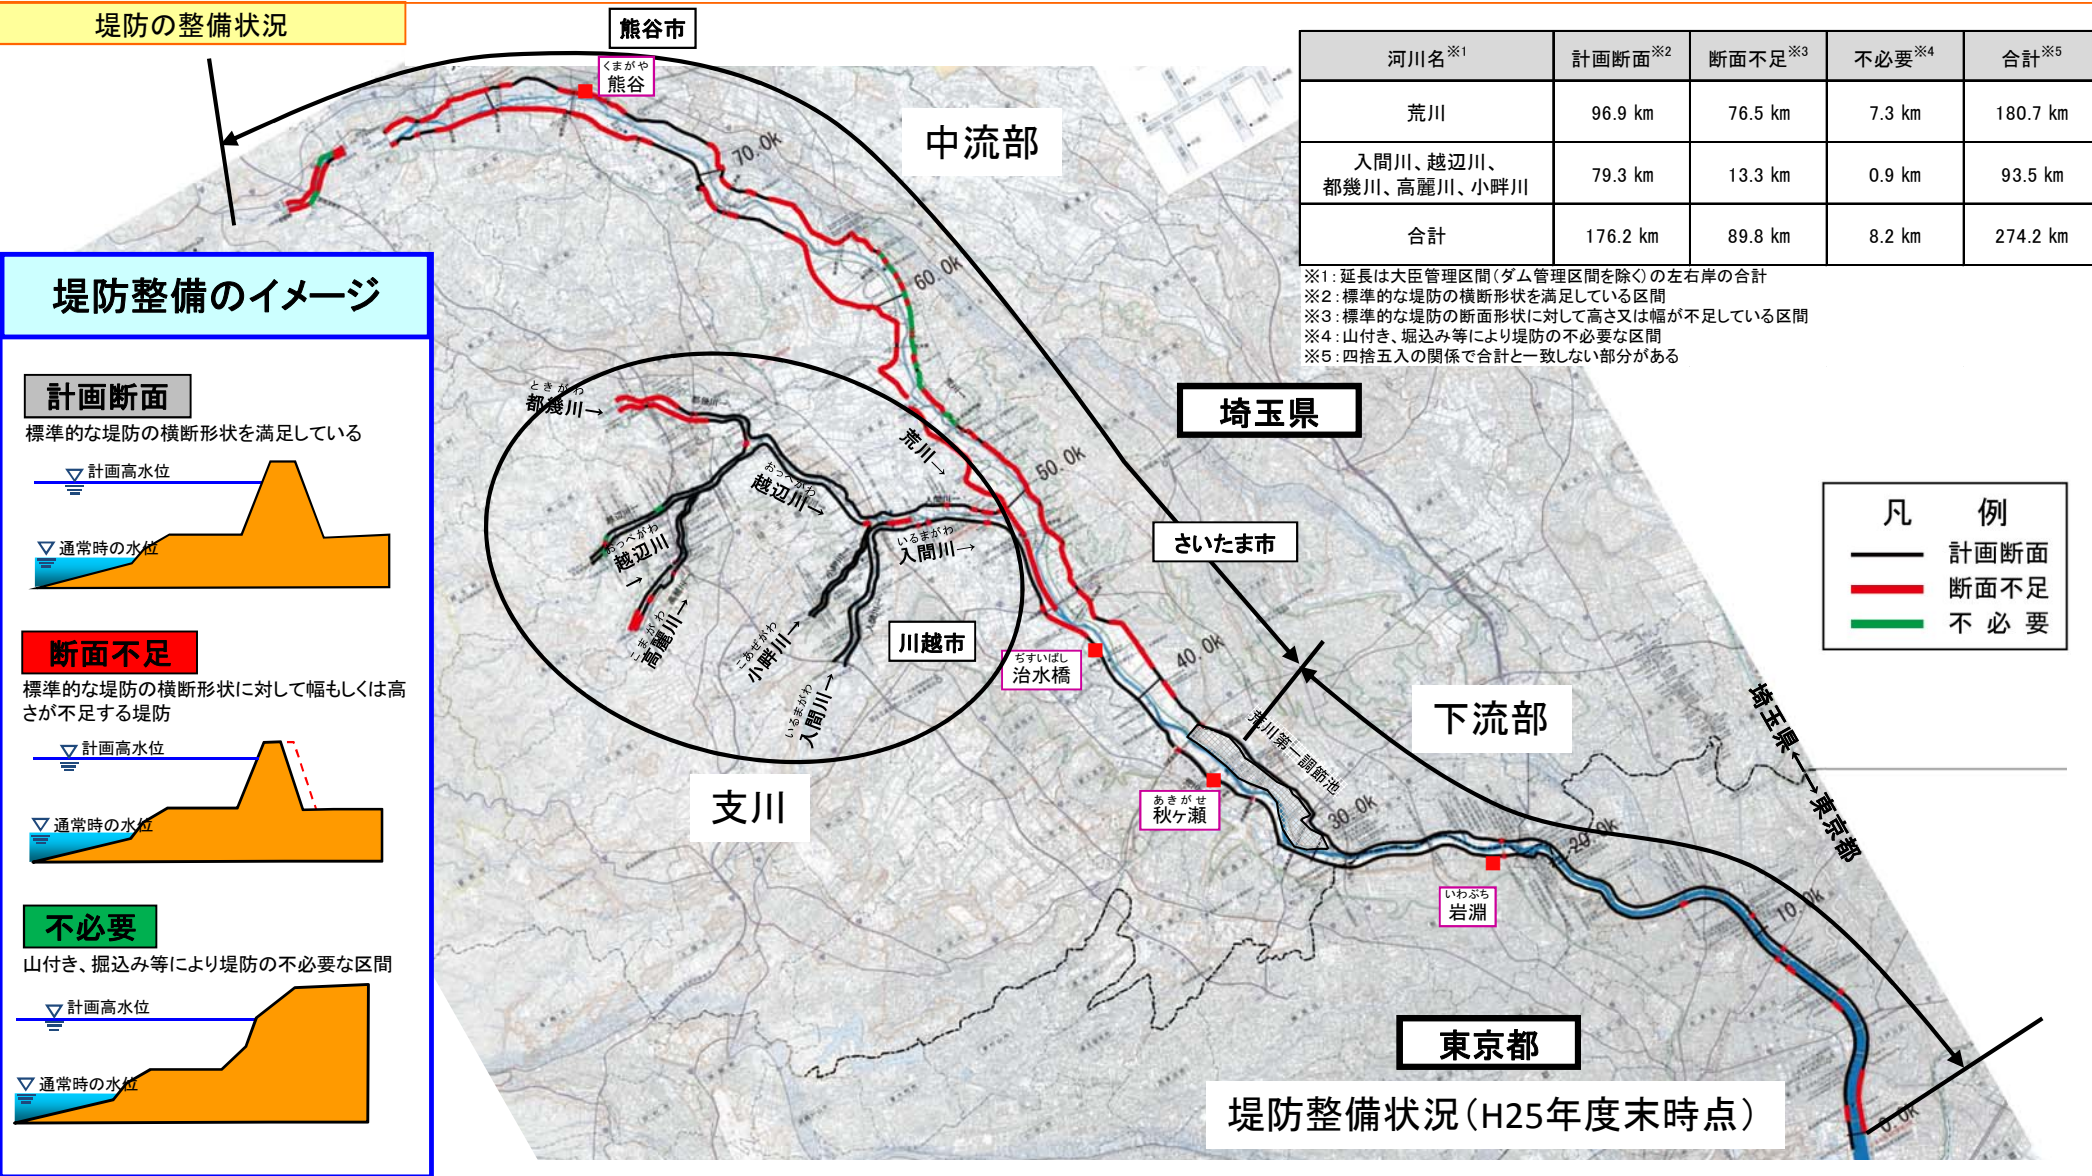 堤防の整備状況
熊谷市
くまがや
熊谷
中流部
河川名※1 計画断面※2 断面不足※3 不必要※4 合計※5
荒川 96.9 km 76.5 km 7.3 km 180.7 km
入間川、越辺川、
都幾川、高麗川、小畔川 79.3 km 13.3 km 0.9 km 93.5 km
合計 176.2 km 89.8 km 8.2 km 274.2 km
※1：延長は大臣管理区間（ダム管理区間を除く）の左右岸の合計
※2：標準的な堤防の横断形状を満足している区間
※3：標準的な堤防の断面形状に対して高さ又は幅が不足している区間
※4：山付き、堀込み等により堤防の不必要な区間
※5：四捨五入の関係で合計と一致しない部分がある
堤防整備のイメージ
計画断面
標準的な堤防の横断形状を満足している
計画高水位
通常時の水位
断面不足
標準的な堤防の横断形状に対して幅もしくは高
さが不足する堤防
計画高水位
通常時の水位
不必要
山付き、掘込み等により堤防の不必要な区間
計画高水位
通常時の水位
70.0k
60.0k
50.0k
40.0k
30.0k
20.0k
10.0k
0.0k
ときがわ
都幾川→
荒川→
おっぺがわ
越辺川→
おっぺがわ
越辺川
→
いるまがわ
入間川→
こまがわ
高麗川→
こあぜがわ
小畔川→
いるまがわ
入間川→
川越市
支川
埼玉県
さいたま市
ぢすいばし
治水橋
あきがせ
秋ヶ瀬
荒川第一調節池
下流部
いわぶち
岩淵
埼玉県←→東京都
凡 例
計画断面
断面不足
不 必 要
東京都
堤防整備状況（H25年度末時点）